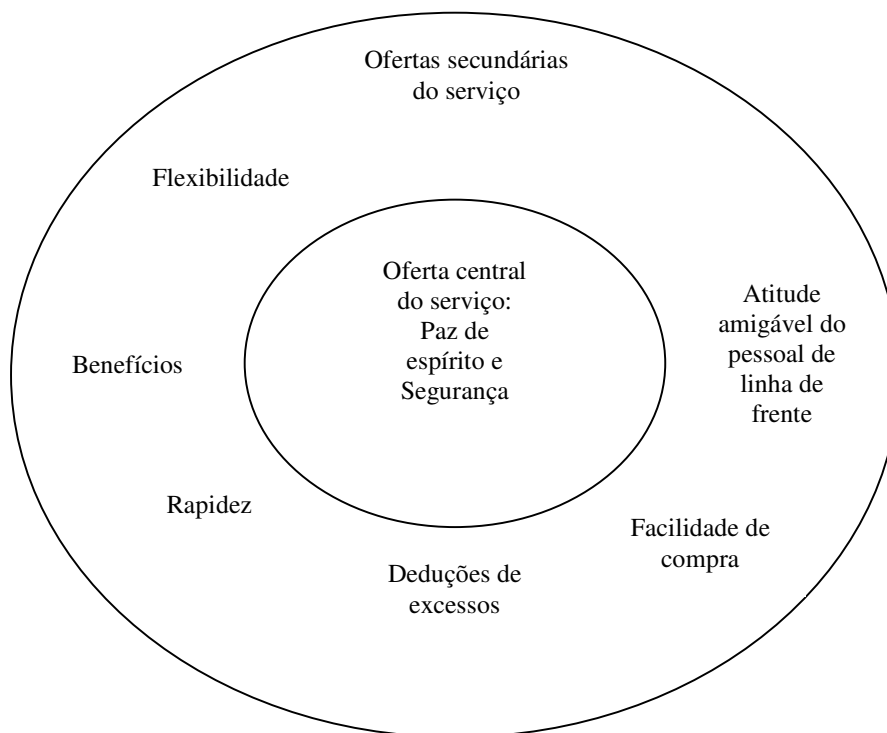 Ofertas secundárias
do serviço
Flexibilidade
Oferta central
do serviço:
Paz de
espírito e
Segurança
Atitude
amigável do
pessoal de
linha de
frente
Benefícios
Rapidez
Facilidade de
compra
Deduções de
excessos